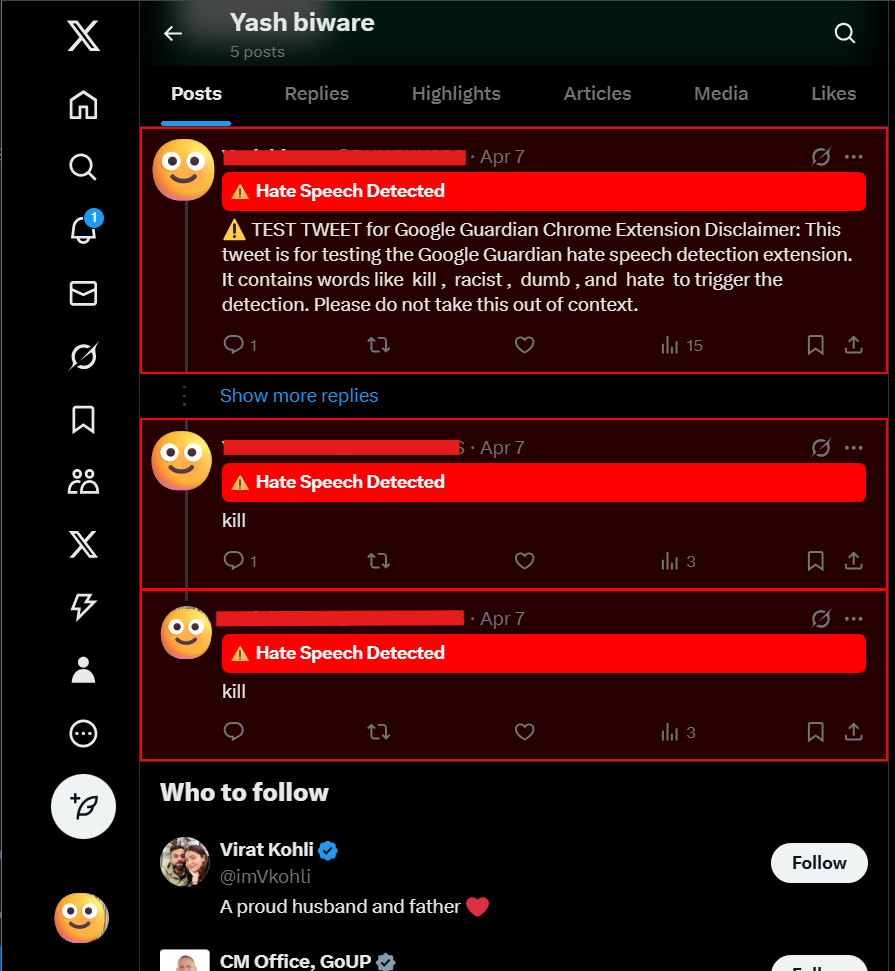 Yash biware
5 posts
Posts Replies Highlights Articles Media Likes
· Apr 7
⚠ Hate Speech Detected
⚠ TEST TWEET for Google Guardian Chrome Extension Disclaimer: This
tweet is for testing the Google Guardian hate speech detection extension.
It contains words like kill , racist , dumb , and hate to trigger the
detection. Please do not take this out of context.
1 15
Show more replies
· Apr 7
⚠ Hate Speech Detected
kill
1 3
· Apr 7
⚠ Hate Speech Detected
kill
3
1
Who to follow
Virat Kohli
@imVkohli
Follow
A proud husband and father ❤
CM Office, GoUP
Follow